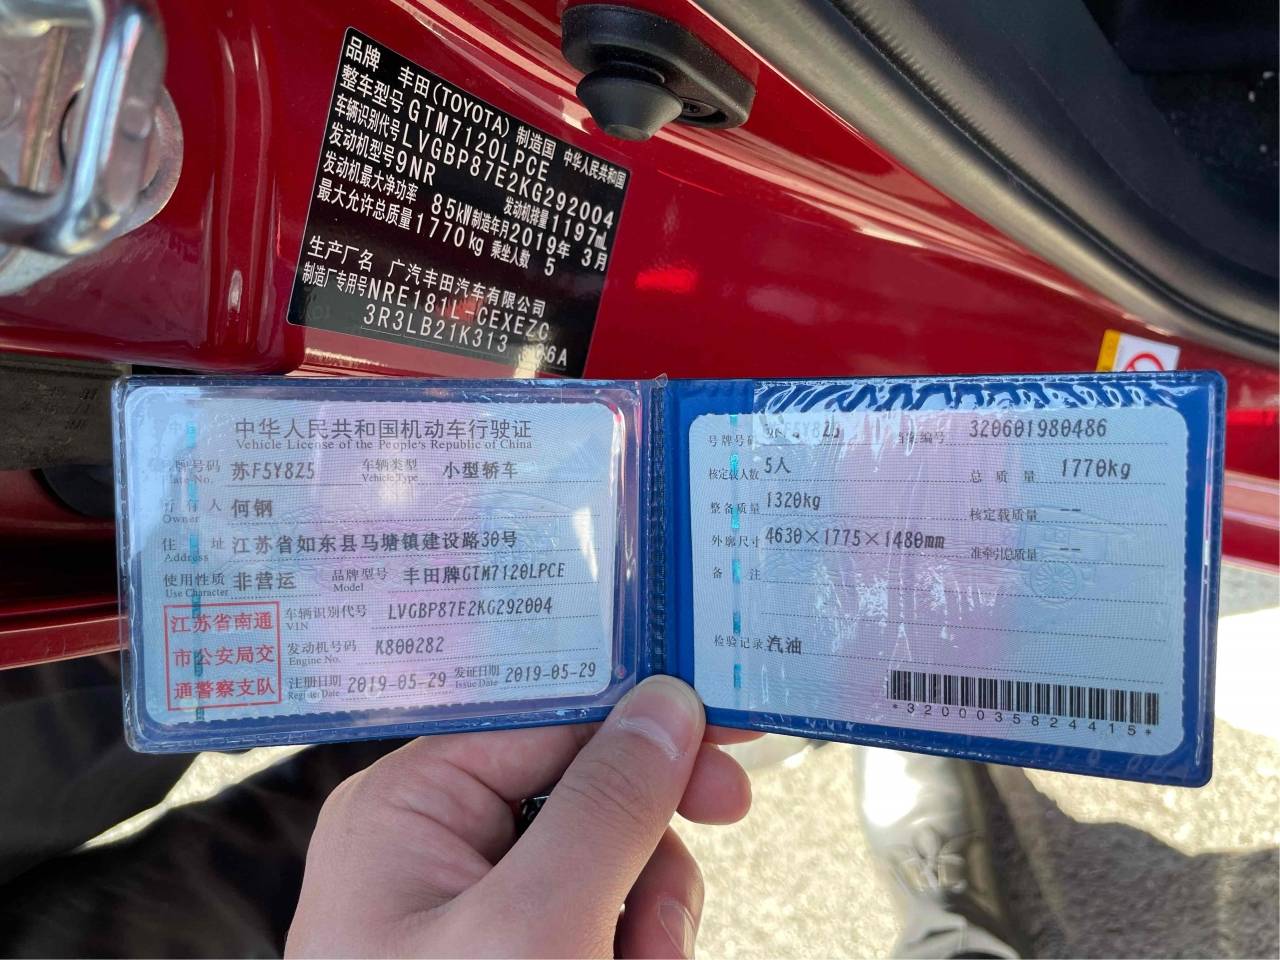 品牌 丰田(TOYOTA) 制造国 中华人民共和国
整车型号 GTM7120LPCE
车辆识别代号 LVGBP87E2KG292004
发动机型号 9NR 发动机排量 1197mL
发动机最大净功率 85kW 制造年月 2019年 3月
最大允许总质量 1770kg 乘坐人数 5
生产厂名 广汽丰田汽车有限公司
制造厂专用号 NRE181L-CEXEZC
3R3LB21K313
中华人民共和国机动车行驶证
Vehicle License of the People's Republic of China
号牌号码 苏F5Y825 车辆类型 小型轿车
Plate No. Vehicle Type
所有人 何钢
Owner
住址 江苏省如东县马塘镇建设路30号
Address
使用性质 非营运 品牌型号 丰田牌GTM7120LPCE
Use Character Model
江苏省南通
市公安局交
通警察支队
车辆识别代号 LVGBP87E2KG292004
VIN
发动机号码 K800282
Engine No.
注册日期 2019-05-29 发证日期 2019-05-29
Register Date Issue Date
号牌号码 苏F5Y825 档案编号 320601980486
核定载人数 5人 总质量 1770kg
整备质量 1320kg 核定载质量 --
外廓尺寸 4630×1775×1480mm 准牵引总质量 --
备注
检验记录 汽油
*3200035824415*